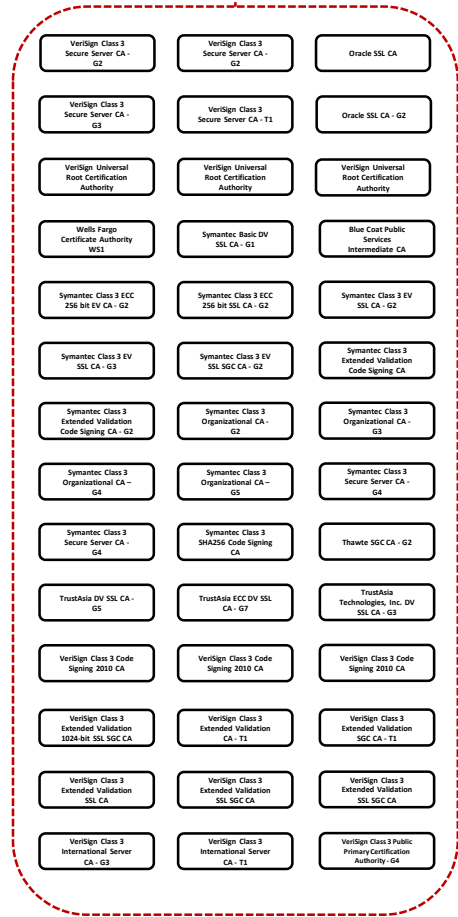 VeriSign Class 3
Secure Server CA -
G2
VeriSign Class 3
Secure Server CA -
G2
Oracle SSL CA
VeriSign Class 3
Secure Server CA -
G3
VeriSign Class 3
Secure Server CA - T1
Oracle SSL CA - G2
VeriSign Universal
Root Certification
Authority
VeriSign Universal
Root Certification
Authority
VeriSign Universal
Root Certification
Authority
Wells Fargo
Certificate Authority
WS1
Symantec Basic DV
SSL CA - G1
Blue Coat Public
Services
Intermediate CA
Symantec Class 3 ECC
256 bit EV CA - G2
Symantec Class 3 ECC
256 bit SSL CA - G2
Symantec Class 3 EV
SSL CA - G2
Symantec Class 3 EV
SSL CA - G3
Symantec Class 3 EV
SSL SGC CA - G2
Symantec Class 3
Extended Validation
Code Signing CA
Symantec Class 3
Extended Validation
Code Signing CA - G2
Symantec Class 3
Organizational CA -
G2
Symantec Class 3
Organizational CA -
G3
Symantec Class 3
Organizational CA –
G4
Symantec Class 3
Organizational CA –
G5
Symantec Class 3
Secure Server CA -
G4
Symantec Class 3
Secure Server CA -
G4
Symantec Class 3
SHA256 Code Signing
CA
Thawte SGC CA - G2
TrustAsia DV SSL CA -
G5
TrustAsia ECC DV SSL
CA - G7
TrustAsia
Technologies, Inc. DV
SSL CA - G3
VeriSign Class 3 Code
Signing 2010 CA
VeriSign Class 3 Code
Signing 2010 CA
VeriSign Class 3 Code
Signing 2010 CA
VeriSign Class 3
Extended Validation
1024-bit SSL SGC CA
VeriSign Class 3
Extended Validation
CA - T1
VeriSign Class 3
Extended Validation
SGC CA - T1
VeriSign Class 3
Extended Validation
SSL CA
VeriSign Class 3
Extended Validation
SSL SGC CA
VeriSign Class 3
Extended Validation
SSL SGC CA
VeriSign Class 3
International Server
CA - G3
VeriSign Class 3
International Server
CA - T1
VeriSign Class 3 Public
Primary Certification
Authority - G4